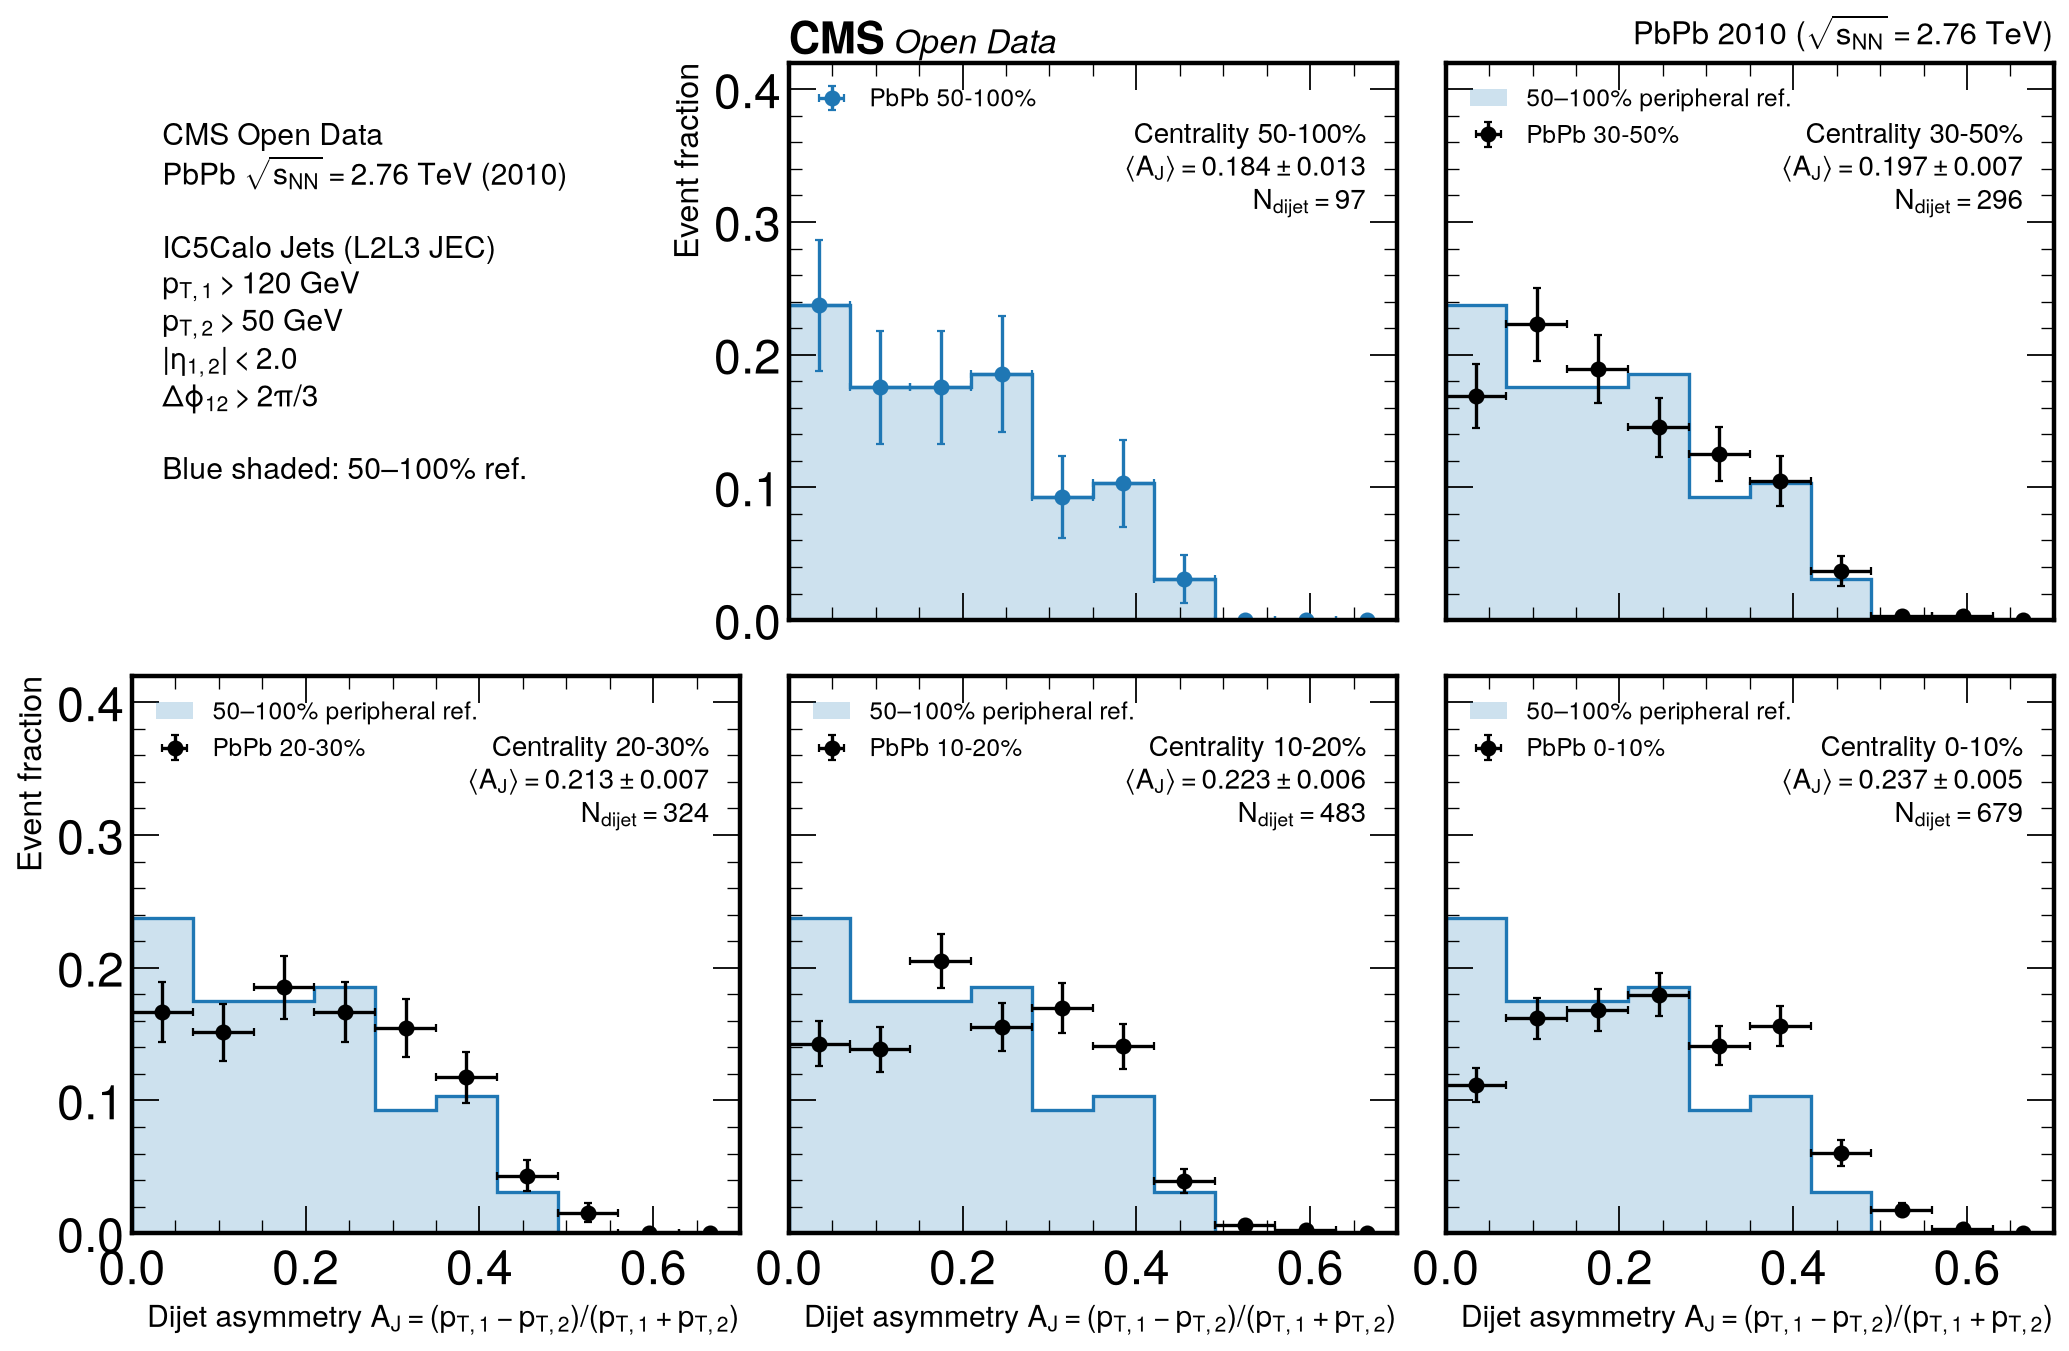 CMS Open Data
PbPb 2010 (√sNN = 2.76 TeV)
CMS Open Data
PbPb √sNN = 2.76 TeV (2010)
IC5Calo Jets (L2L3 JEC)
pT, 1 > 120 GeV
pT, 2 > 50 GeV
|η1, 2| < 2.0
Δϕ12 > 2π/3
Blue shaded: 50–100% ref.
Event fraction
0.4
0.3
0.2
0.1
0.0
PbPb 50-100%
Centrality 50-100%
⟨AJ⟩ = 0.184 ± 0.013
Ndijet = 97
50–100% peripheral ref.
PbPb 30-50%
Centrality 30-50%
⟨AJ⟩ = 0.197 ± 0.007
Ndijet = 296
Event fraction
0.4
0.3
0.2
0.1
0.0
50–100% peripheral ref.
PbPb 20-30%
Centrality 20-30%
⟨AJ⟩ = 0.213 ± 0.007
Ndijet = 324
0.0 0.2 0.4 0.6
Dijet asymmetry AJ = (pT, 1 − pT, 2)/(pT, 1 + pT, 2)
50–100% peripheral ref.
PbPb 10-20%
Centrality 10-20%
⟨AJ⟩ = 0.223 ± 0.006
Ndijet = 483
0.0 0.2 0.4 0.6
Dijet asymmetry AJ = (pT, 1 − pT, 2)/(pT, 1 + pT, 2)
50–100% peripheral ref.
PbPb 0-10%
Centrality 0-10%
⟨AJ⟩ = 0.237 ± 0.005
Ndijet = 679
0.0 0.2 0.4 0.6
Dijet asymmetry AJ = (pT, 1 − pT, 2)/(pT, 1 + pT, 2)